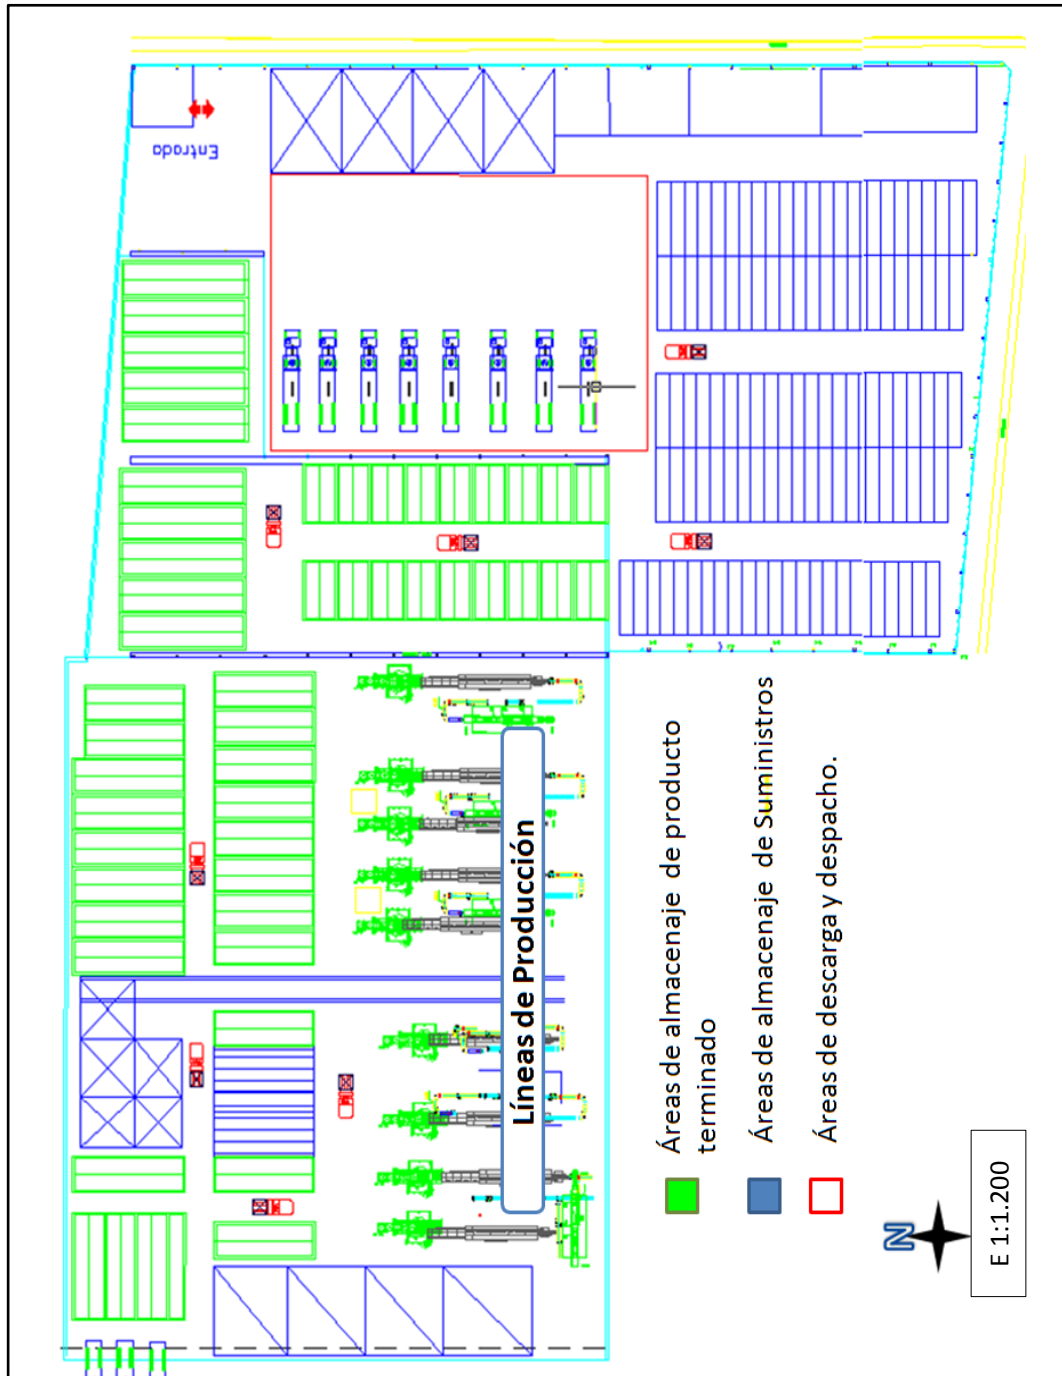 Entrada
Líneas de Producción
Áreas de almacenaje de producto
terminado
Áreas de almacenaje de Suministros
Áreas de descarga y despacho.
N
E 1:1.200